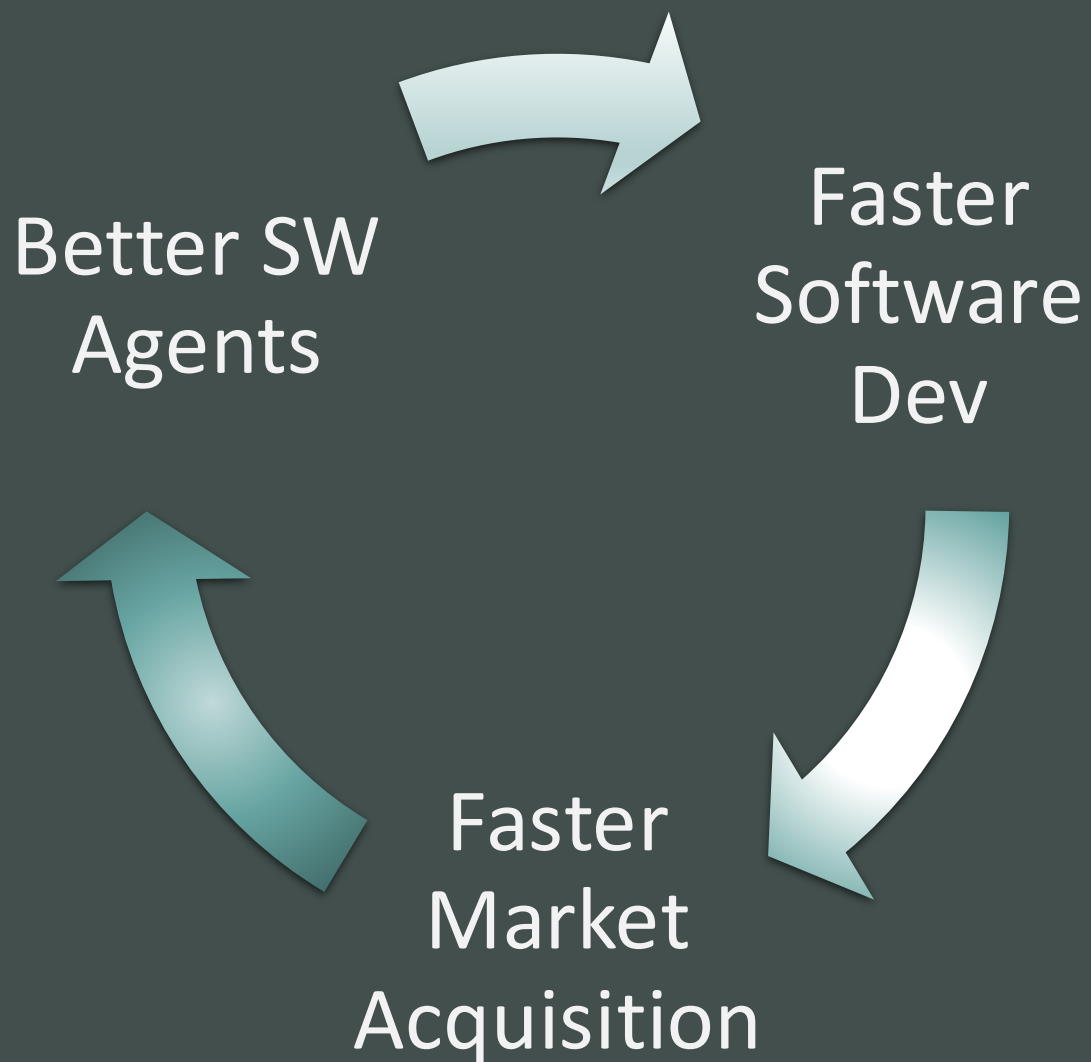 Better SW
Agents
Faster
Software
Dev
Faster
Market
Acquisition